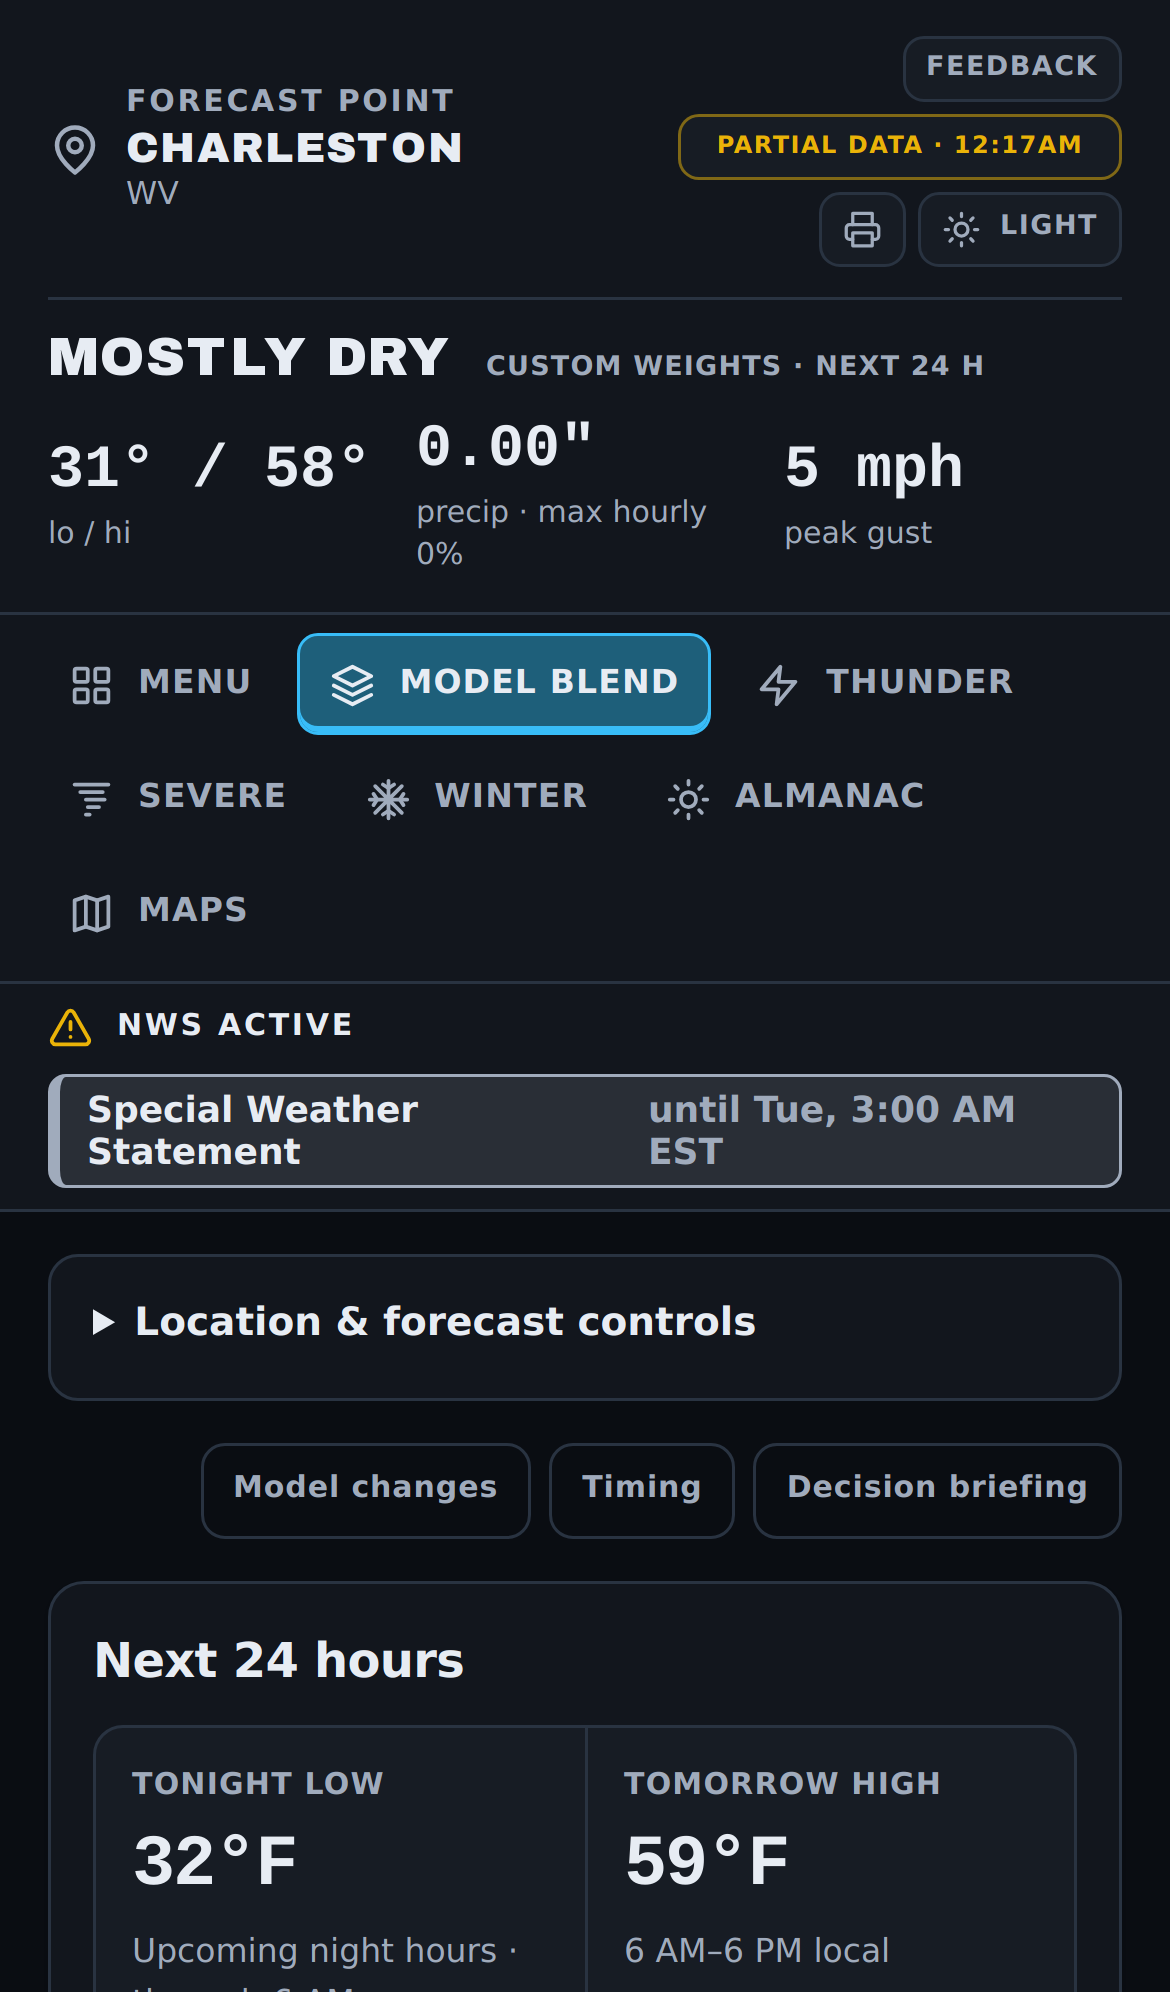 FORECAST POINT
CHARLESTON
WV
FEEDBACK
PARTIAL DATA · 12:17AM
LIGHT
MOSTLY DRY CUSTOM WEIGHTS · NEXT 24 H
31° / 58°
lo / hi
0.00"
precip · max hourly
0%
5 mph
peak gust
MENU
MODEL BLEND
THUNDER
SEVERE
WINTER
ALMANAC
MAPS
NWS ACTIVE
Special Weather
Statement
until Tue, 3:00 AM
EST
Location & forecast controls
Model changes
Timing
Decision briefing
Next 24 hours
TONIGHT LOW
32°F
Upcoming night hours ·
through 6 AM
TOMORROW HIGH
59°F
6 AM–6 PM local